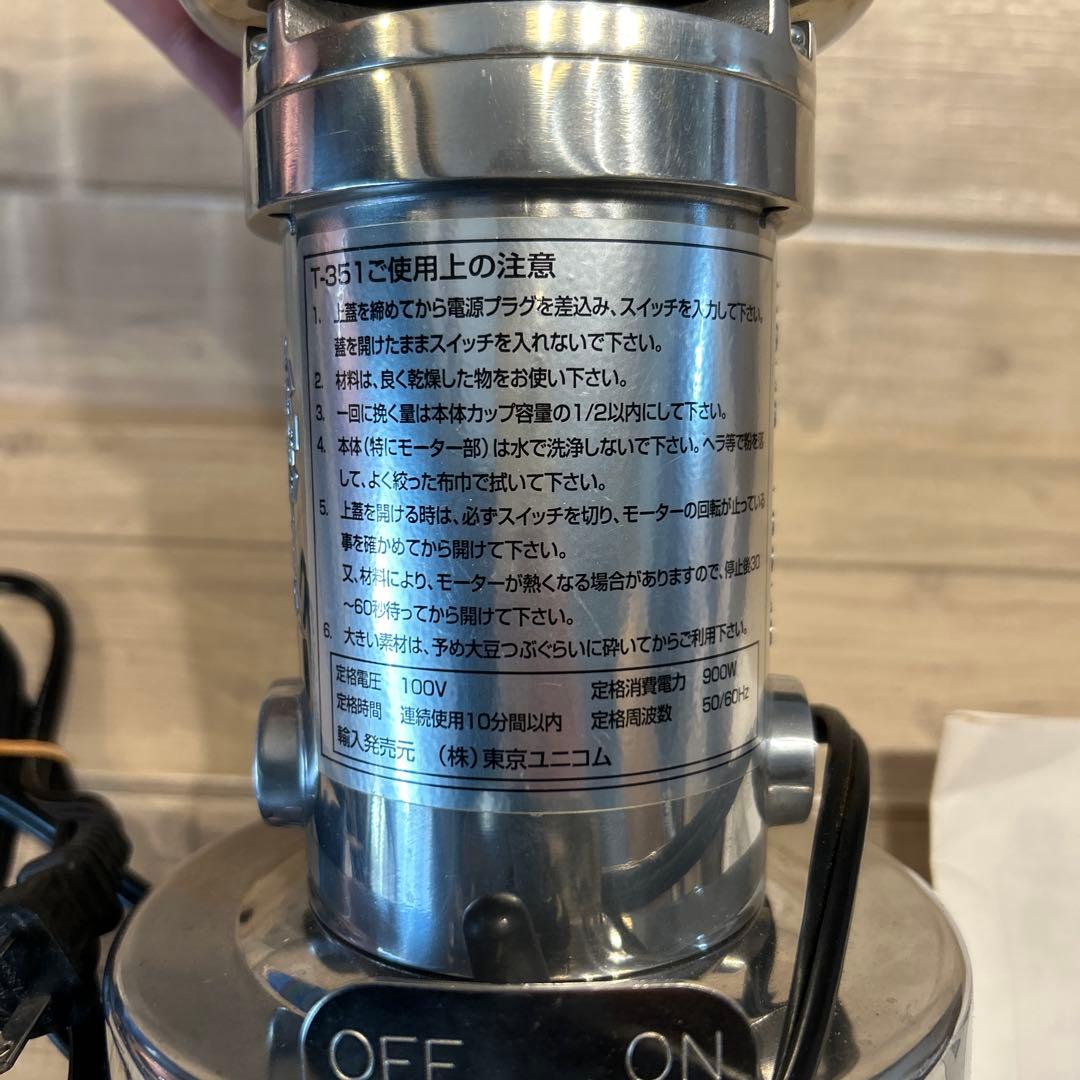 T-351ご使用上の注意
1. 上蓋を締めてから電源プラグを差込み、スイッチを入力して下さい。
蓋を開けたままスイッチを入れないで下さい。
2. 材料は、良く乾燥した物をお使い下さい。
3. 一回に挽く量は本体カップ容量の1/2以内にして下さい。
4. 本体(特にモーター部)は水で洗浄しないで下さい。ヘラ等で粉を落
して、よく絞った布巾で拭いて下さい。
5. 上蓋を開ける時は、必ずスイッチを切り、モーターの回転が止っている
事を確かめてから開けて下さい。
又、材料により、モーターが熱くなる場合がありますので、停止後30
~60秒待ってから開けて下さい。
6. 大きい素材は、予め大豆つぶぐらいに砕いてからご利用下さい。
定格電圧 100V 定格消費電力 900W
定格時間 連続使用10分間以内 定格周波数 50/60Hz
輸入発売元 (株)東京ユニコム
OFF ON